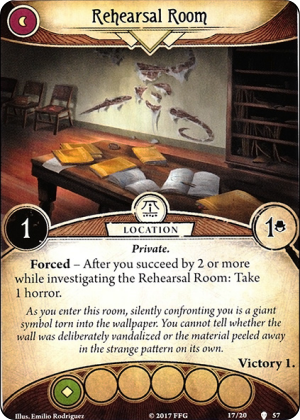 Rehearsal Room
1
1
LOCATION
Private.
Forced – After you succeed by 2 or more
while investigating the Rehearsal Room: Take
1 horror.
As you enter this room, silently confronting you is a giant
symbol torn into the wallpaper. You cannot tell whether the
wall was deliberately vandalized or the material peeled away
in the strange pattern on its own.
Victory 1.
Illus. Emilio Rodriguez
© 2017 FFG
17/20
57